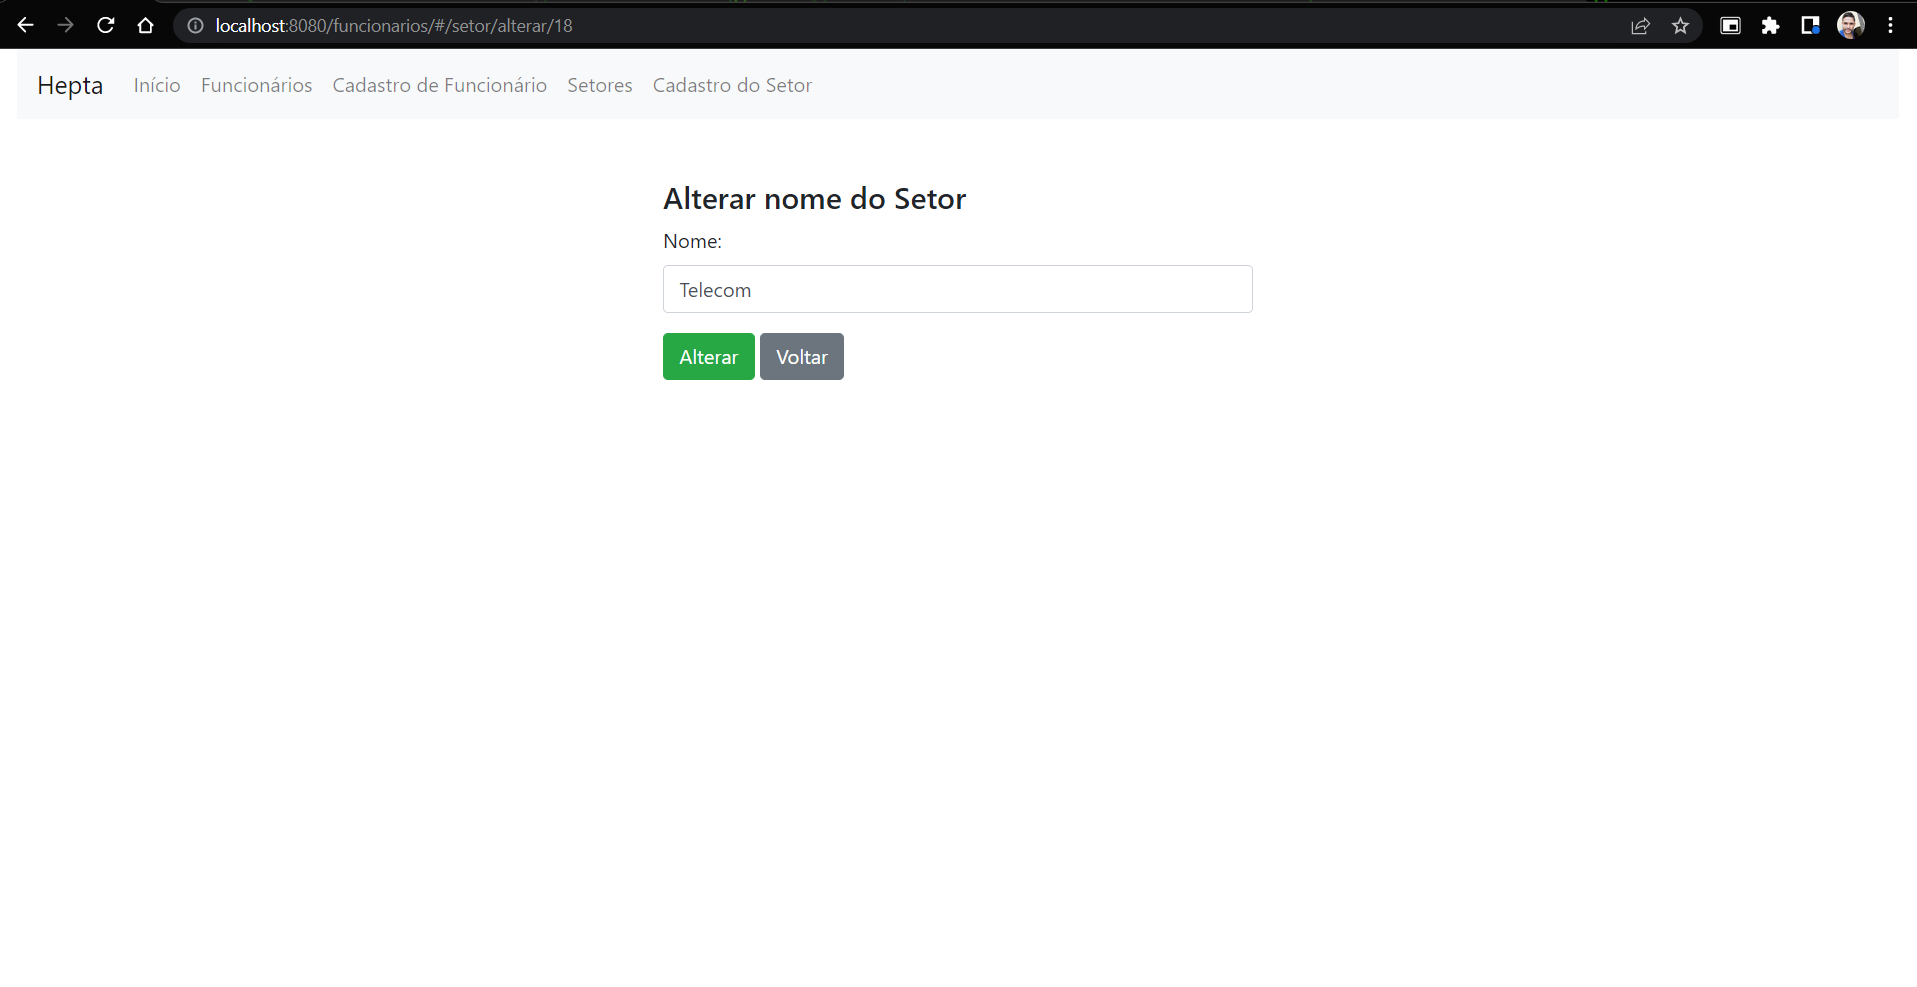 localhost:8080/funcionarios/#/setor/alterar/18
Hepta Início Funcionários Cadastro de Funcionário Setores Cadastro do Setor
Alterar nome do Setor
Nome:
Telecom
Alterar Voltar